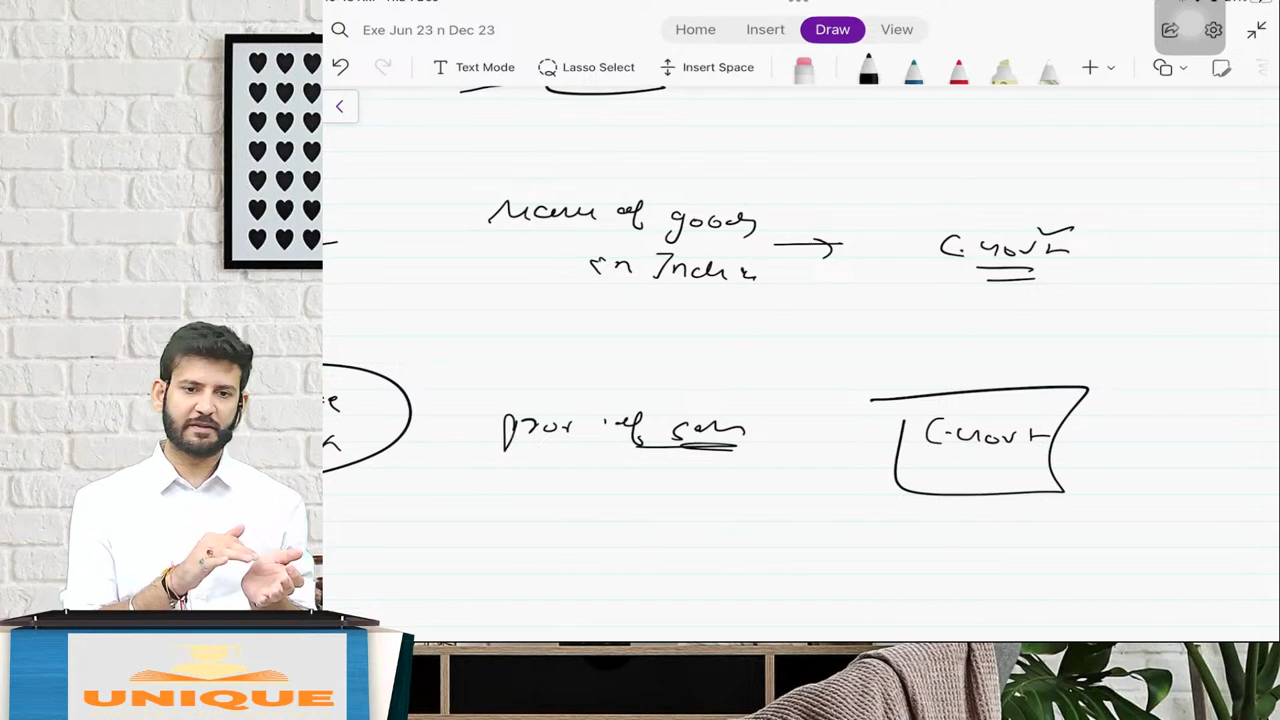 Exe Jun 23 n Dec 23
Home Insert Draw View
Text Mode Lasso Select Insert Space
Manu of goods
in India
C. Govt
prov of serv
C. Govt
UNIQUE